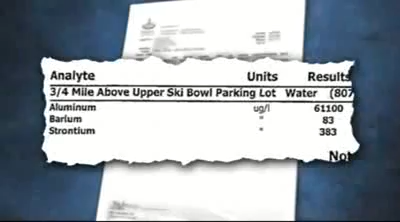 Analyte Units Results
3/4 Mile Above Upper Ski Bowl Parking Lot Water (807
Aluminum ug/l 61100
Barium " 83
Strontium " 383
Not